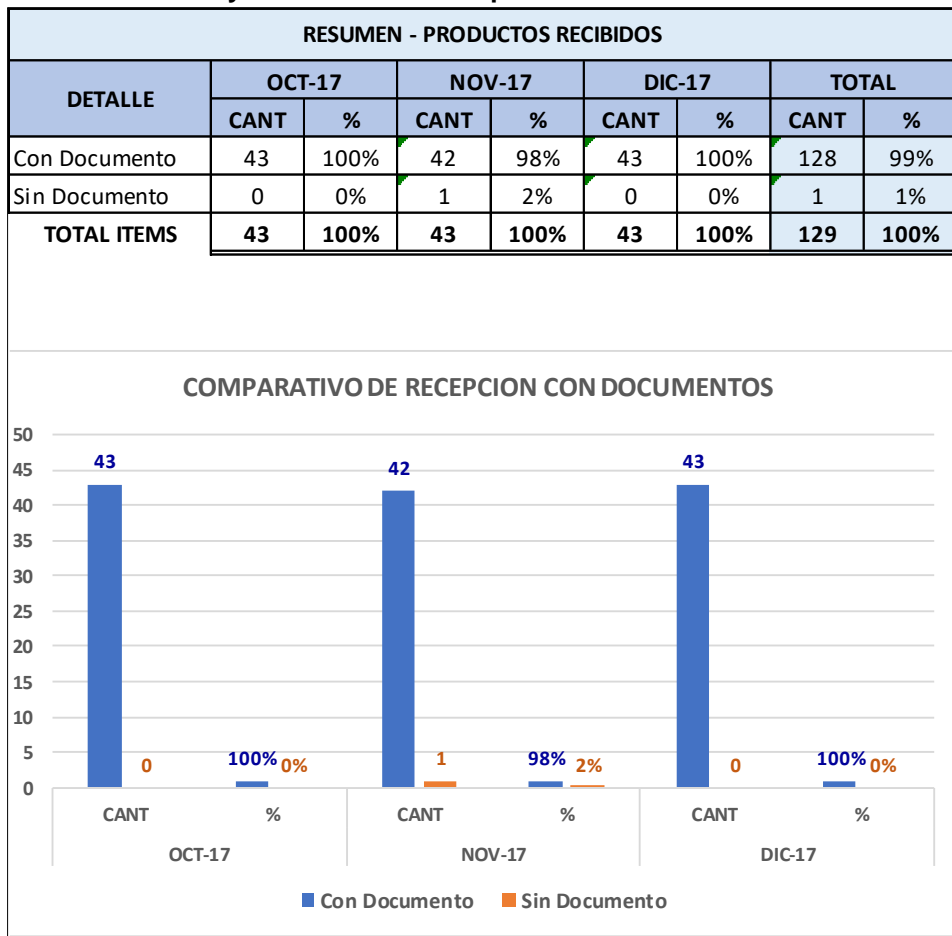 RESUMEN - PRODUCTOS RECIBIDOS
DETALLE OCT-17 NOV-17 DIC-17 TOTAL
CANT % CANT % CANT % CANT %
Con Documento 43 100% 42 98% 43 100% 128 99%
Sin Documento 0 0% 1 2% 0 0% 1 1%
TOTAL ITEMS 43 100% 43 100% 43 100% 129 100%
COMPARATIVO DE RECEPCION CON DOCUMENTOS
50
45
40
35
30
25
20
15
10
5
0
43 42 43
0 100% 0% 1 98% 2% 0 100% 0%
CANT % CANT % CANT %
OCT-17 NOV-17 DIC-17
Con Documento Sin Documento